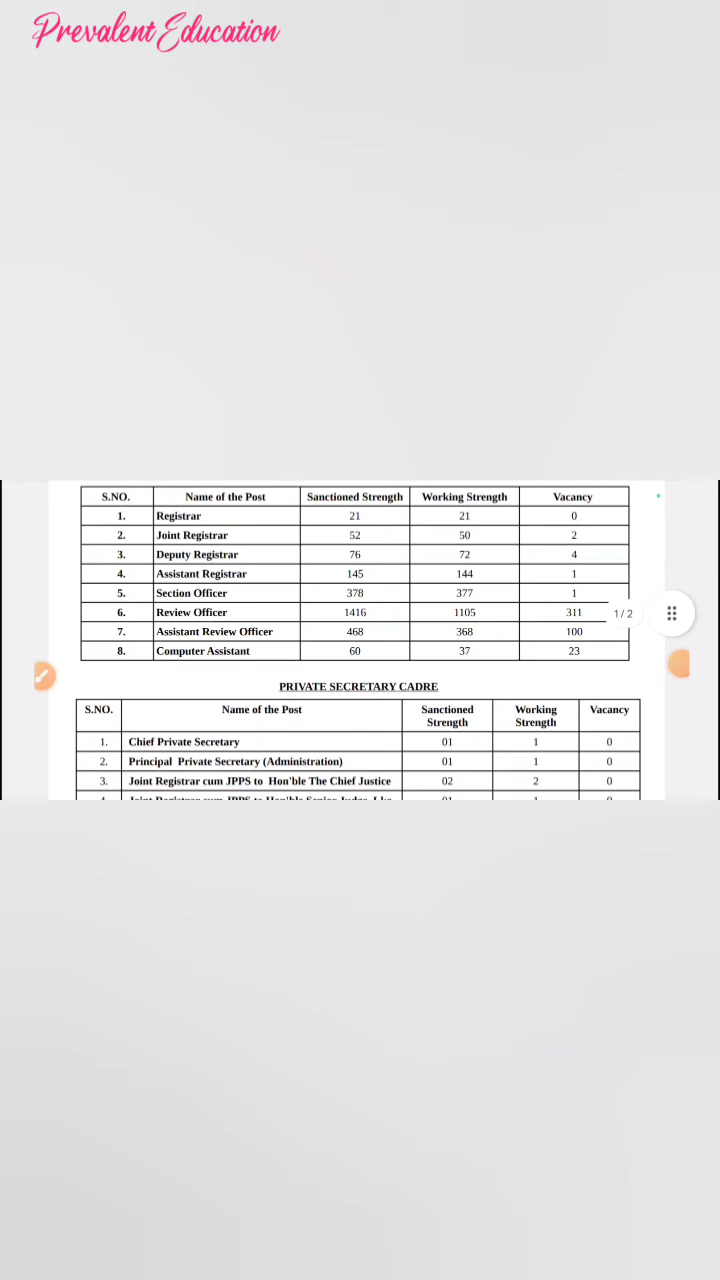 Prevalent Education
S.NO. Name of the Post Sanctioned Strength Working Strength Vacancy
1. Registrar 21 21 0
2. Joint Registrar 52 50 2
3. Deputy Registrar 76 72 4
4. Assistant Registrar 145 144 1
5. Section Officer 378 377 1
6. Review Officer 1416 1105 311
1/2
7. Assistant Review Officer 468 368 100
8. Computer Assistant 60 37 23
PRIVATE SECRETARY CADRE
S.NO. Name of the Post Sanctioned Strength Working Strength Vacancy
1. Chief Private Secretary 01 1 0
2. Principal Private Secretary (Administration) 01 1 0
3. Joint Registrar cum JPPS to Hon'ble The Chief Justice 02 2 0